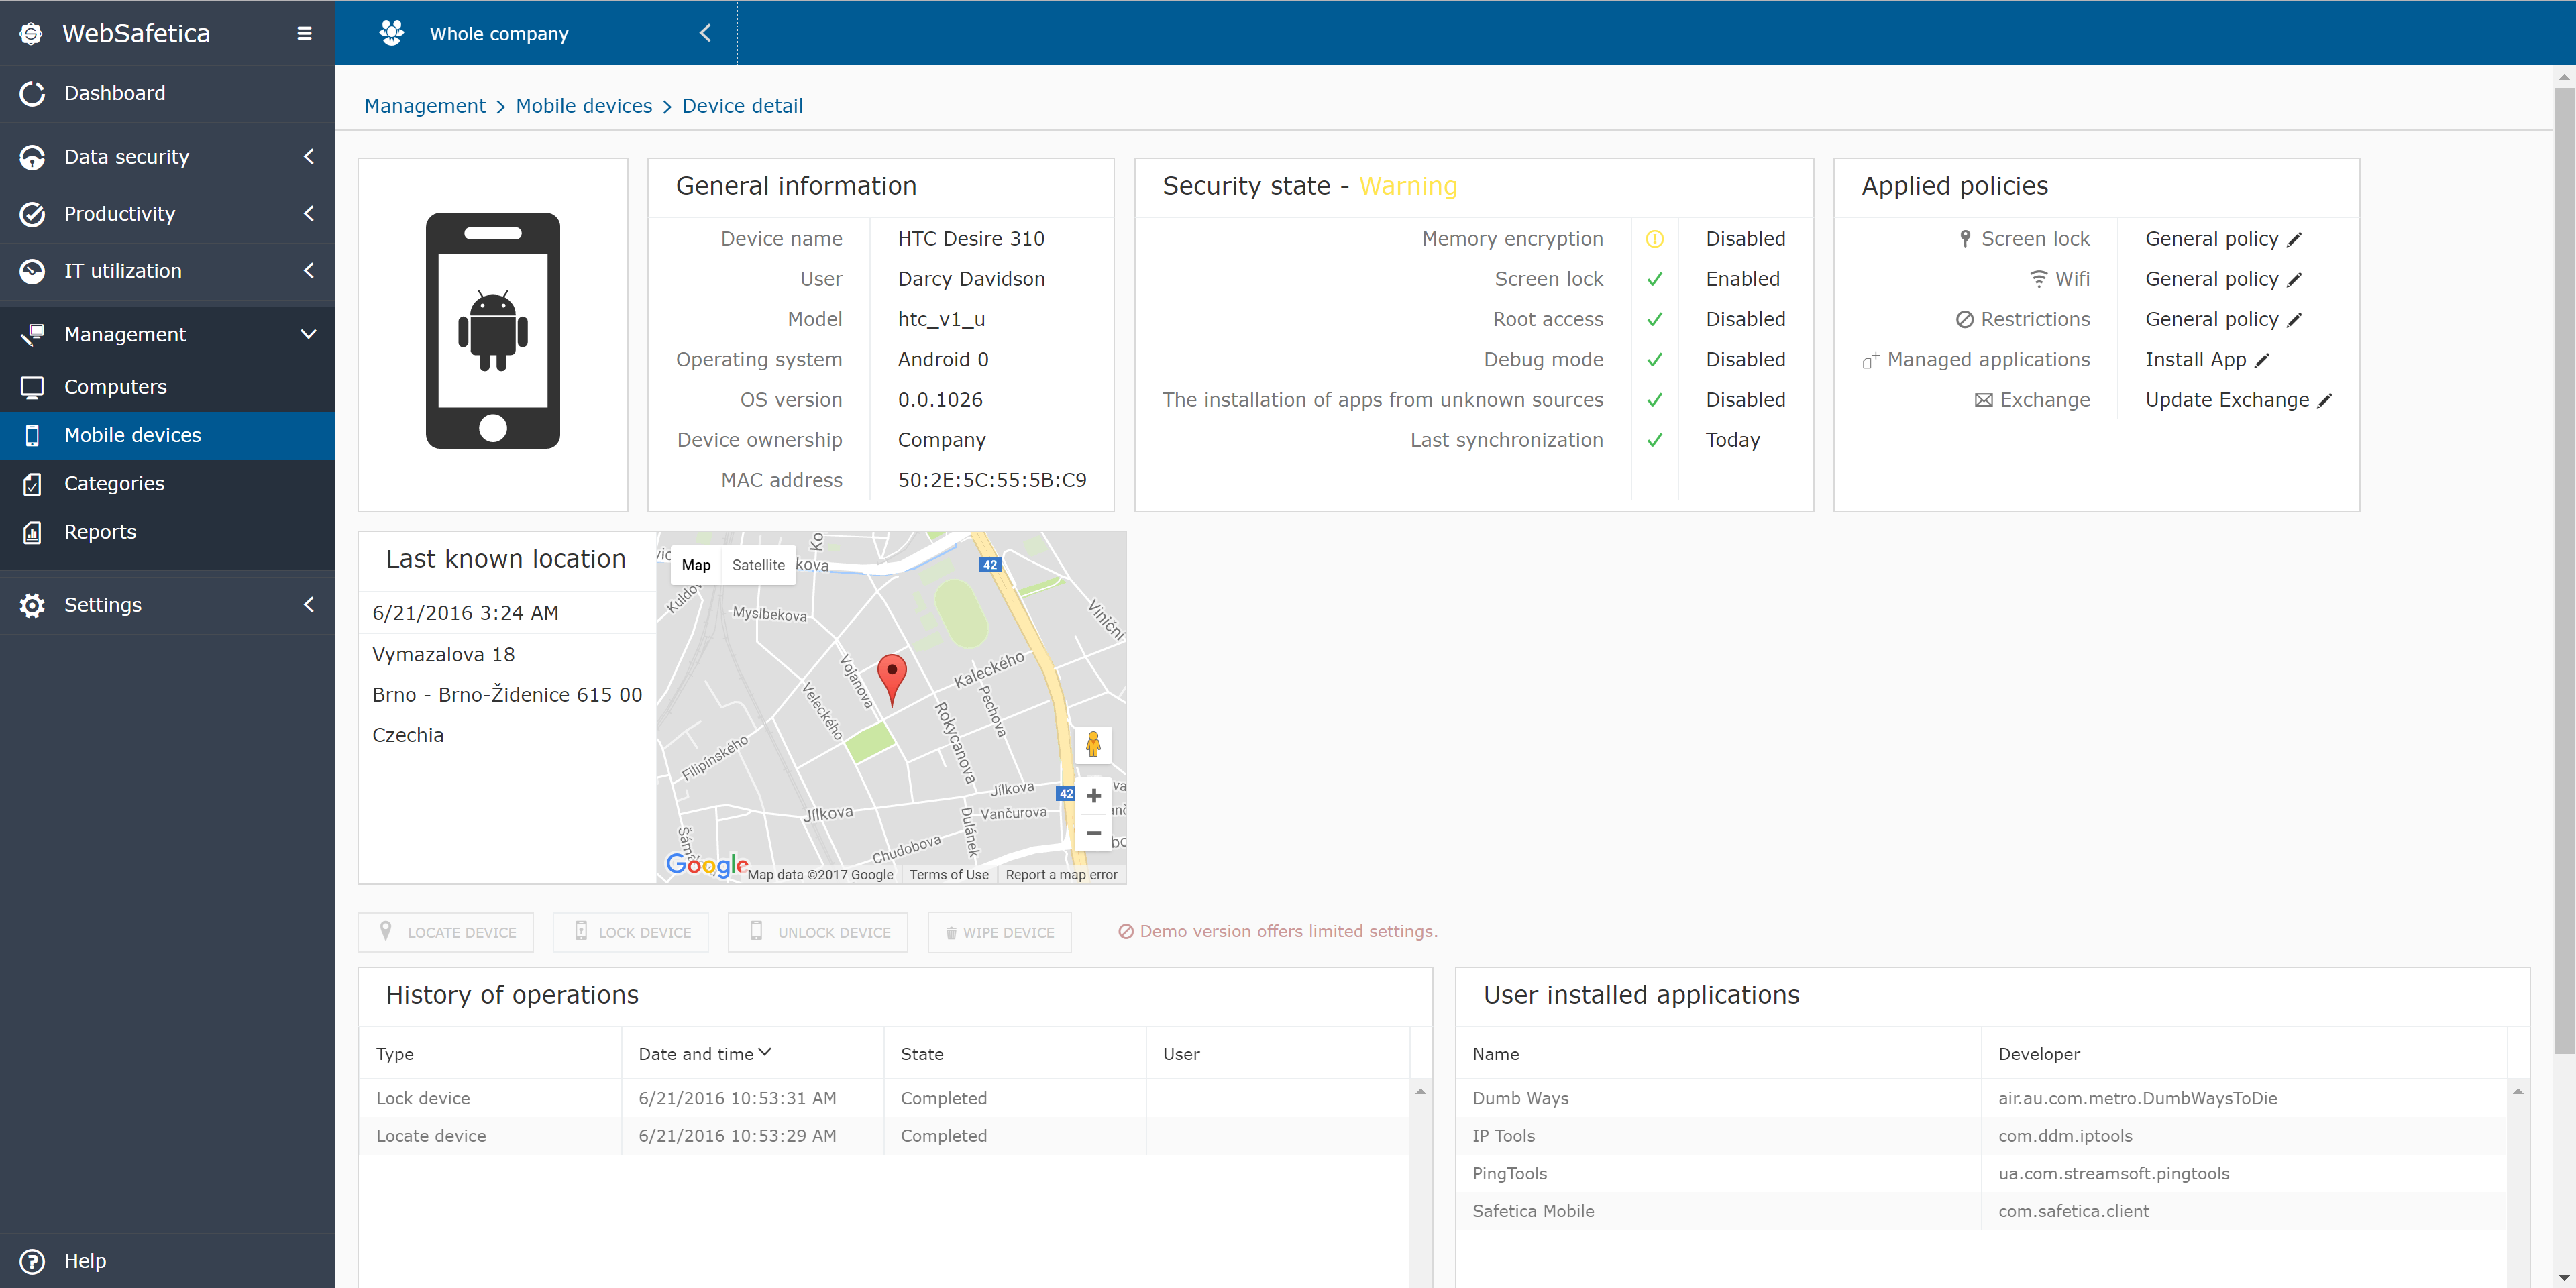 WebSafetica
Whole company
Dashboard
Data security
Productivity
IT utilization
Management
Computers
Mobile devices
Categories
Reports
Settings
Help
Management > Mobile devices > Device detail
General information
Device name HTC Desire 310
User Darcy Davidson
Model htc_v1_u
Operating system Android 0
OS version 0.0.1026
Device ownership Company
MAC address 50:2E:5C:55:5B:C9
Security state - Warning
Memory encryption Disabled
Screen lock Enabled
Root access Disabled
Debug mode Disabled
The installation of apps from unknown sources Disabled
Last synchronization Today
Applied policies
Screen lock General policy
Wifi General policy
Restrictions General policy
Managed applications Install App
Exchange Update Exchange
Last known location
6/21/2016 3:24 AM
Vymazalova 18
Brno - Brno-Židenice 615 00
Czechia
Map Satellite
42
Myslbekova
Viniční
Vojanova
Veleckého
Kaleckého
Pechova
Rokycanova
Filipínského
Jílkova
42
Jílkova
Vančurova
Dulánek
Chudobova
Google
Map data ©2017 Google Terms of Use Report a map error
LOCATE DEVICE LOCK DEVICE UNLOCK DEVICE WIPE DEVICE Demo version offers limited settings.
History of operations
Type Date and time State User
Lock device 6/21/2016 10:53:31 AM Completed
Locate device 6/21/2016 10:53:29 AM Completed
User installed applications
Name Developer
Dumb Ways air.au.com.metro.DumbWaysToDie
IP Tools com.ddm.iptools
PingTools ua.com.streamsoft.pingtools
Safetica Mobile com.safetica.client